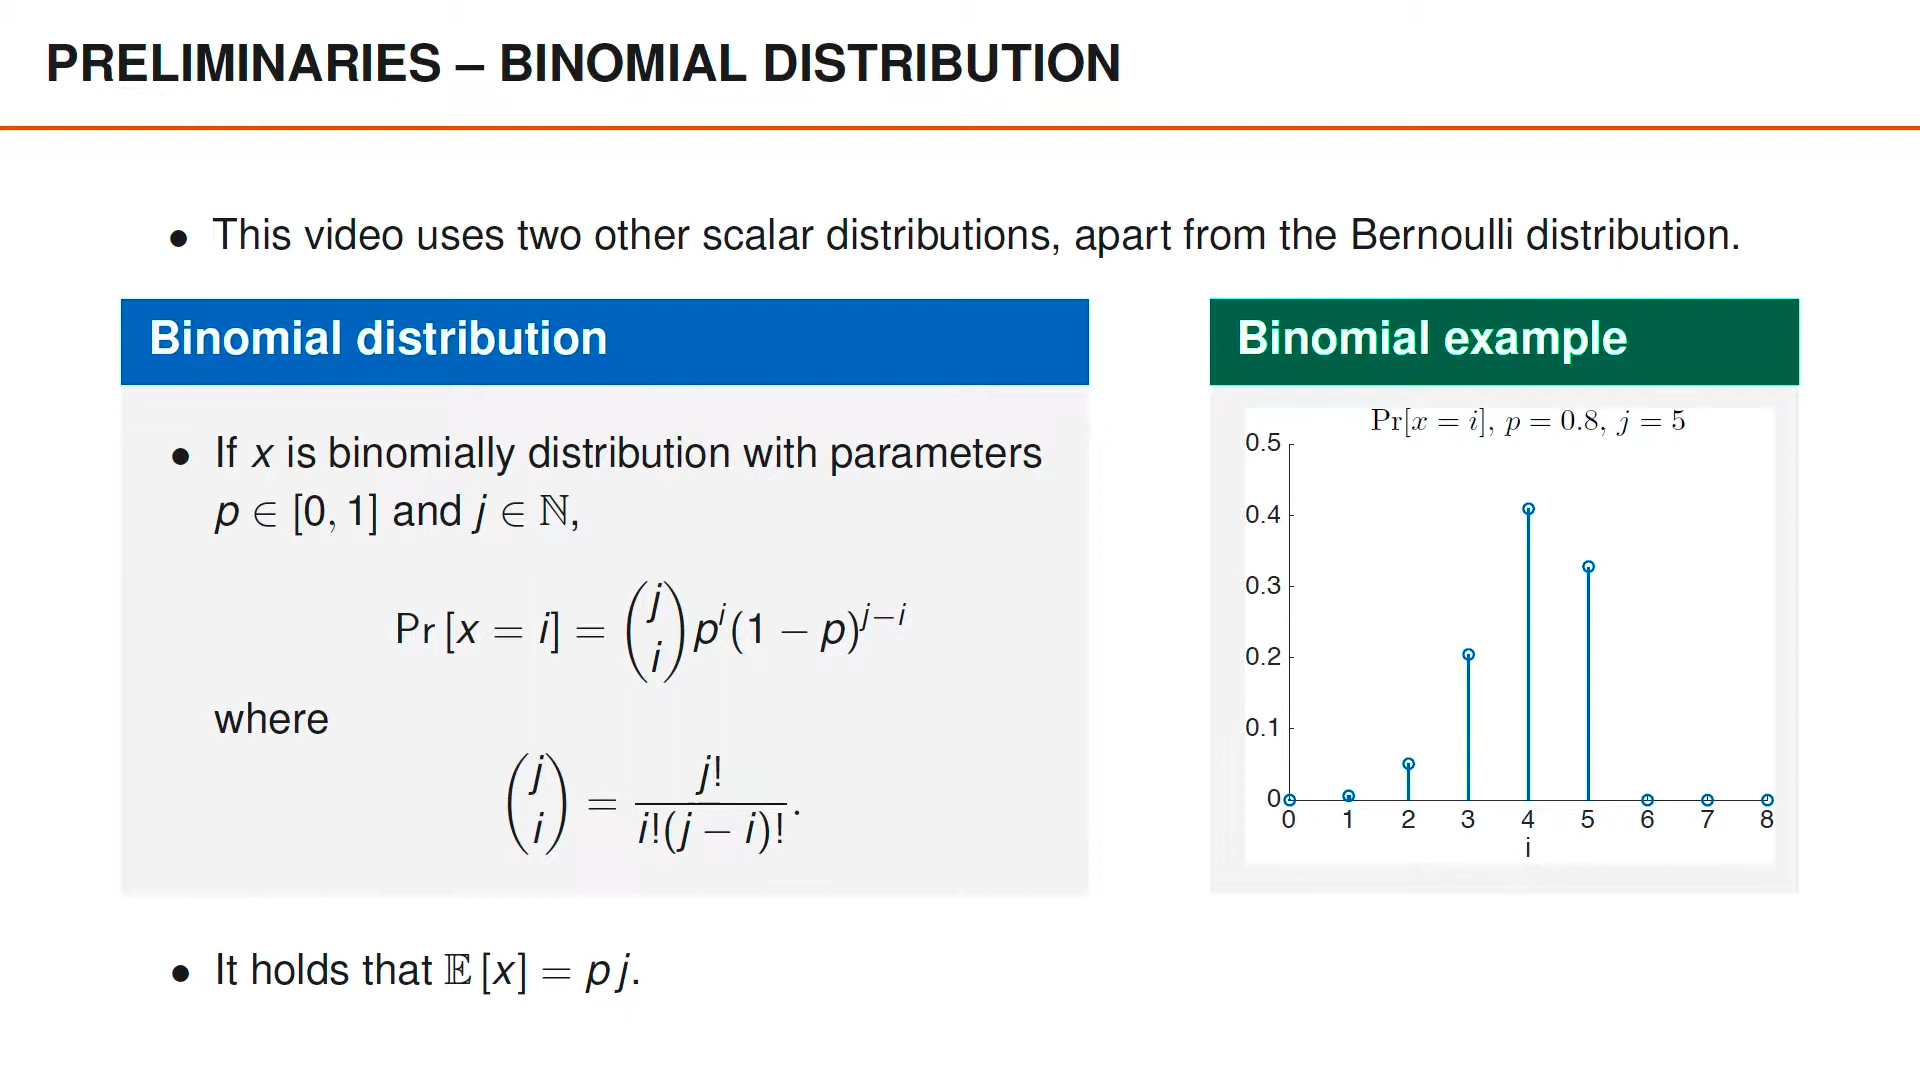 PRELIMINARIES – BINOMIAL DISTRIBUTION
• This video uses two other scalar distributions, apart from the Bernoulli distribution.
Binomial distribution
• If x is binomially distribution with parameters
p ∈ [0, 1] and j ∈ ℕ,
Pr [x = i] = (j i) p^i (1 − p)^{j−i}
where
(j i) = j! / i!(j − i)! .
• It holds that 𝔼 [x] = p j.
Binomial example
Pr[x = i], p = 0.8, j = 5
0.5
0.4
0.3
0.2
0.1
0
0 1 2 3 4 5 6 7 8
i